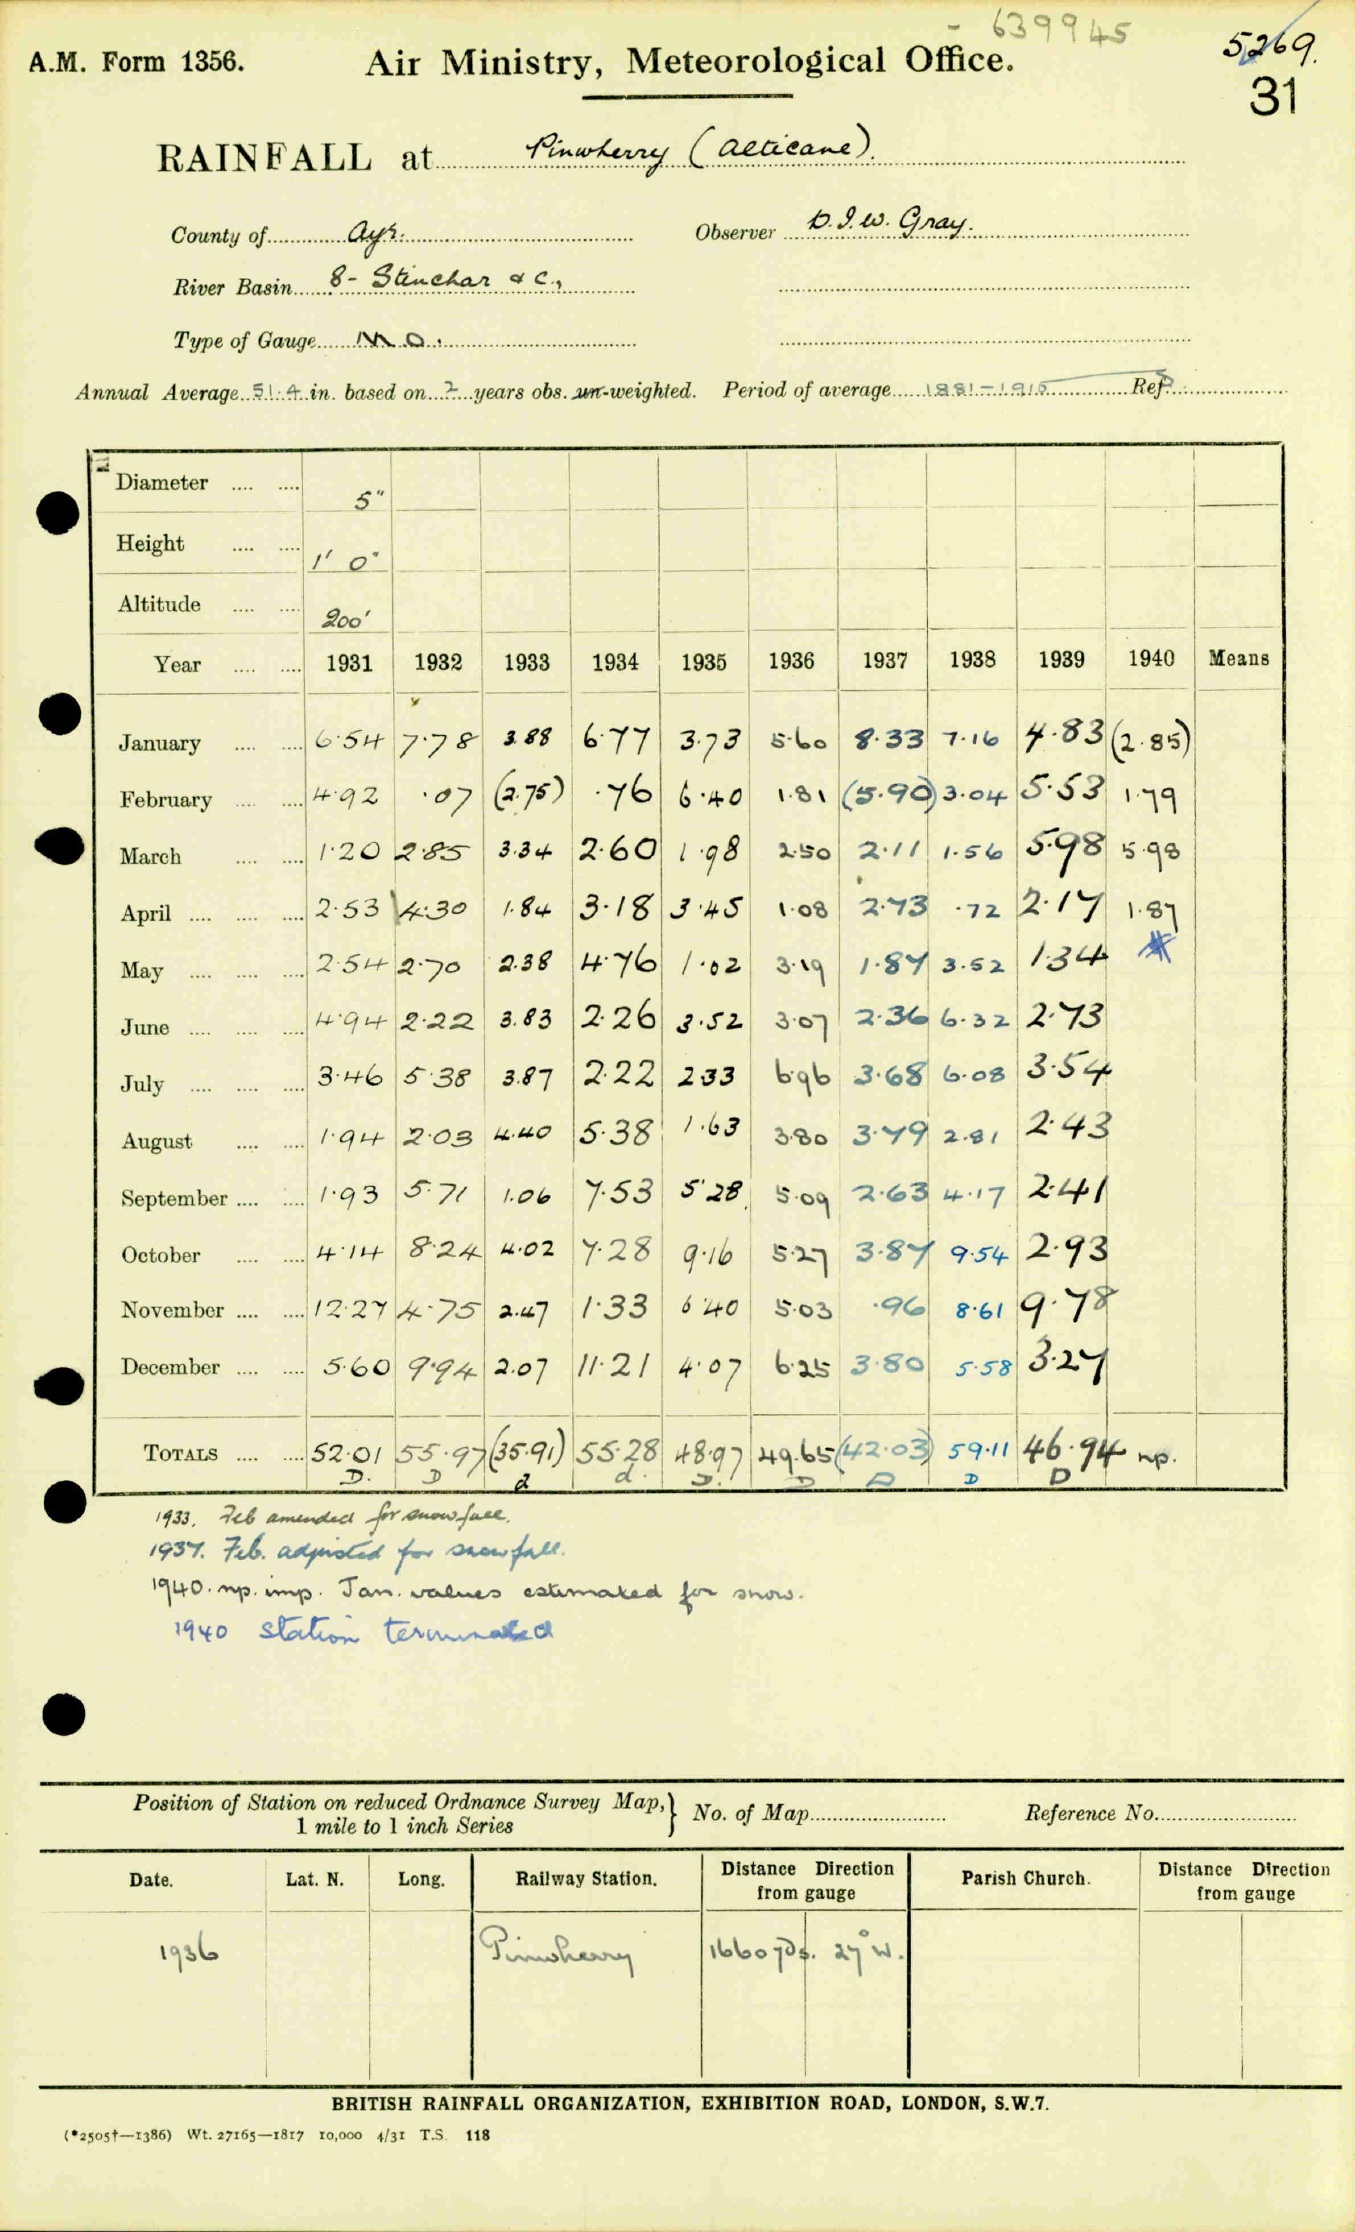 - 639945
5269.
A.M. Form 1356. Air Ministry, Meteorological Office.
31
RAINFALL at Pinwherry (Alticane).
County of Ayr. Observer D.I.W. Gray.
River Basin 8- Stinchar & c.,
Type of Gauge M O.
Annual Average 51.4 in. based on 7 years obs. un-weighted. Period of average 1881-1915 Ref
Diameter 5"
Height 1' 0"
Altitude 200'
Year 1931 1932 1933 1934 1935 1936 1937 1938 1939 1940 Means
January 6.54 7.78 3.88 6.77 3.73 5.60 8.33 7.16 4.83 (2.85)
February 4.92 .07 (2.75) .76 6.40 1.81 (5.90) 3.04 5.53 1.79
March 1.20 2.85 3.34 2.60 1.98 2.50 2.11 1.56 5.98 5.98
April 2.53 4.30 1.84 3.18 3.45 1.08 2.73 .72 2.17 1.87
May 2.54 2.70 2.38 4.76 1.02 3.19 1.87 3.52 1.34
June 4.94 2.22 3.83 2.26 3.52 3.07 2.36 6.32 2.73
July 3.46 5.38 3.87 2.22 2.33 6.96 3.68 6.08 3.54
August 1.94 2.03 4.40 5.38 1.63 3.80 3.79 2.81 2.43
September 1.93 5.71 1.06 7.53 5.28 5.09 2.63 4.17 2.41
October 4.14 8.24 4.02 7.28 9.16 5.27 3.87 9.54 2.93
November 12.27 4.75 2.47 1.33 6.40 5.03 .96 8.61 9.78
December 5.60 9.94 2.07 11.21 4.07 6.25 3.80 5.58 3.27
TOTALS 52.01 55.97 (35.91) 55.28 48.97 49.65 (42.03) 59.11 46.94 np.
D. D d d. D. D D D D
1933. Feb amended for snowfall.
1937. Feb. adjusted for snowfall.
1940. np. imp. Jan. values estimated for snow.
1940 station terminated
Position of Station on reduced Ordnance Survey Map, No. of Map Reference No.
1 mile to 1 inch Series
Date. Lat. N. Long. Railway Station. Distance Direction from gauge Parish Church. Distance Direction from gauge
1936 Pinwherry 1660 yds. 27° W.
BRITISH RAINFALL ORGANIZATION, EXHIBITION ROAD, LONDON, S.W.7.
(*2505†—1386) Wt. 27165—1817 10,000 4/31 T.S. 118